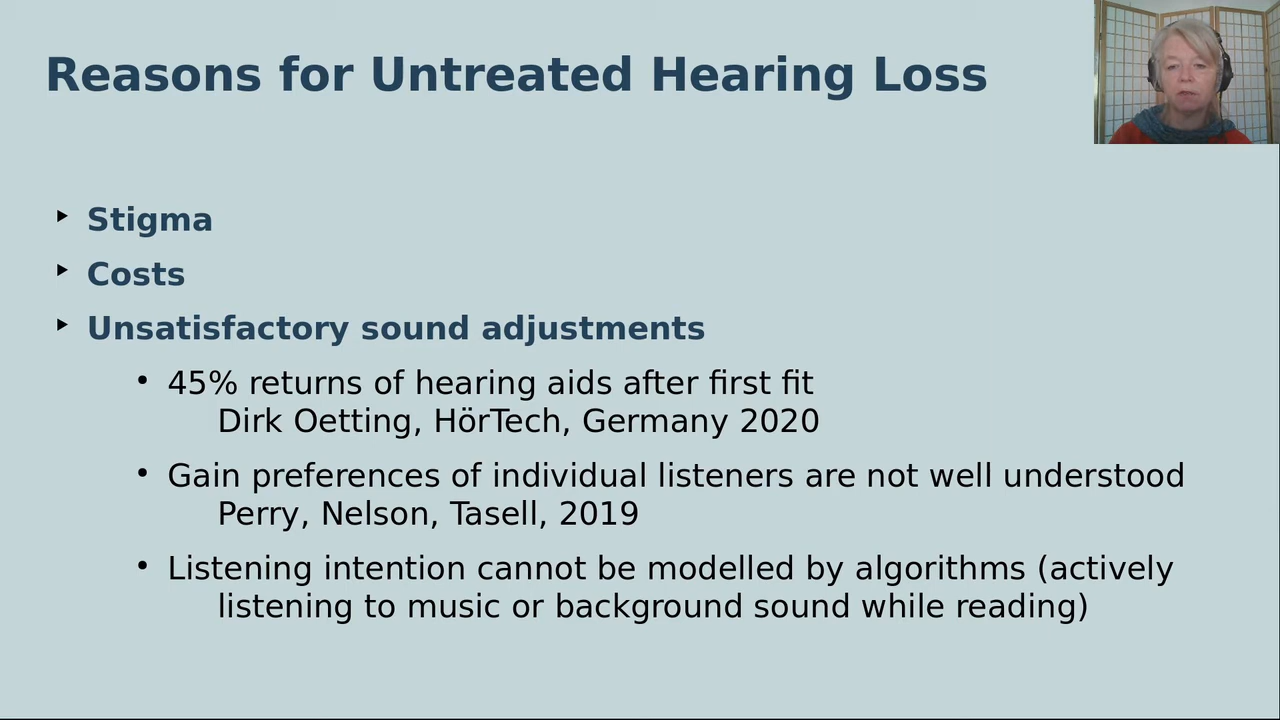 Reasons for Untreated Hearing Loss
Stigma
Costs
Unsatisfactory sound adjustments
45% returns of hearing aids after first fit
Dirk Oetting, HörTech, Germany 2020
Gain preferences of individual listeners are not well understood
Perry, Nelson, Tasell, 2019
Listening intention cannot be modelled by algorithms (actively
listening to music or background sound while reading)